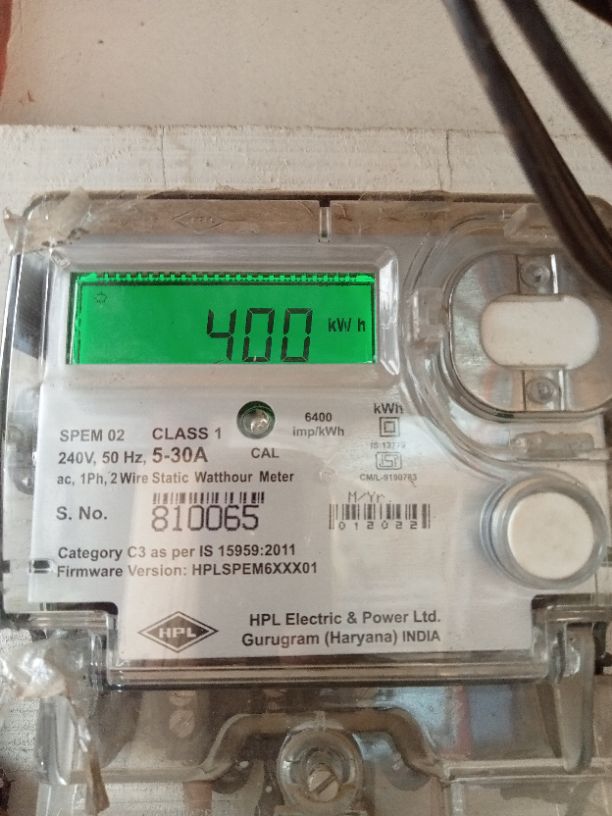 400 kWh
6400
imp/kWh
kWh
IS 13779
SPEM 02 CLASS 1
CAL
240V, 50 Hz, 5-30A
CM/L-9190783
ac, 1Ph, 2 Wire Static Watthour Meter
M/Yr.
S. No. 810065
012022
Category C3 as per IS 15959:2011
Firmware Version: HPLSPEM6XXX01
HPL
HPL Electric & Power Ltd.
Gurugram (Haryana) INDIA